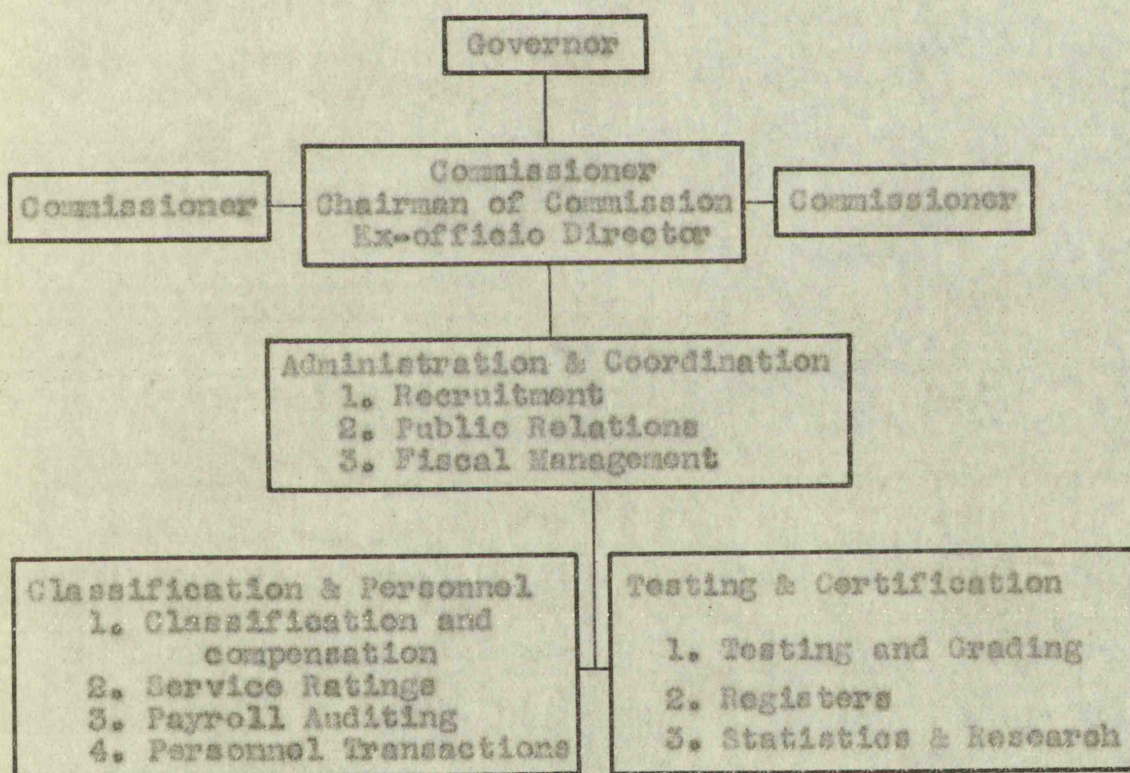 Governor
Commissioner
Commissioner
Chairman of Commission
Ex-officio Director
Commissioner
Administration & Coordination
1. Recruitment
2. Public Relations
3. Fiscal Management
Classification & Personnel
1. Classification and
compensation
2. Service Ratings
3. Payroll Auditing
4. Personnel Transactions
Testing & Certification
1. Testing and Grading
2. Registers
3. Statistics & Research